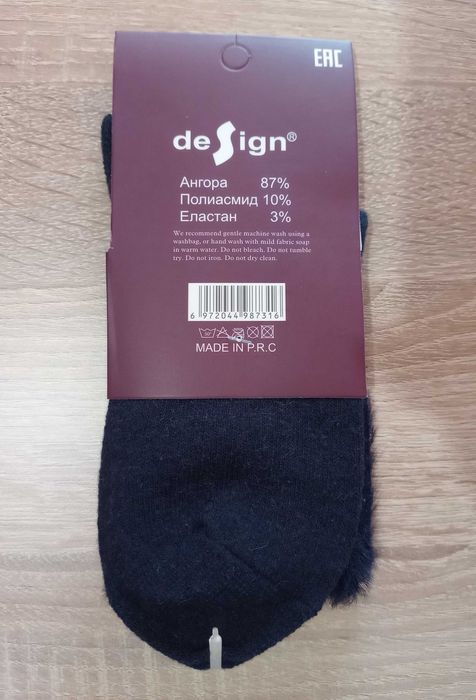 EAC
deSign®
Ангора 87%
Полиасмид 10%
Еластан 3%
We recommend gentle machine wash using a
washbag, or hand wash with mild fabric soap
in warm water. Do not bleach. Do not tumble
try. Do not iron. Do not dry clean.
6 972044 987316
MADE IN P.R.C